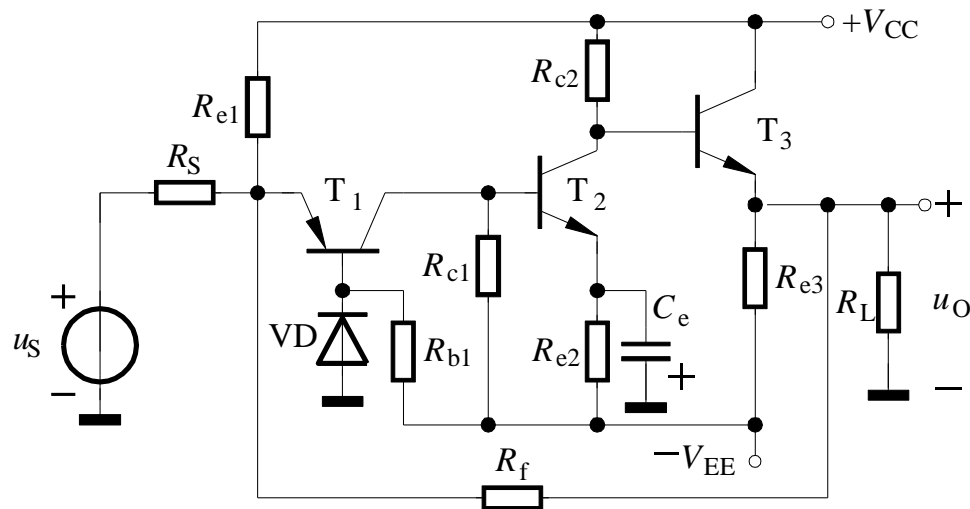 +V_CC
R_c2
R_e1
T_3
R_S
T_1
T_2
+
R_c1
R_e3
C_e
R_L
u_O
+
u_S
VD
R_b1
R_e2
+
−
−
−V_EE
R_f